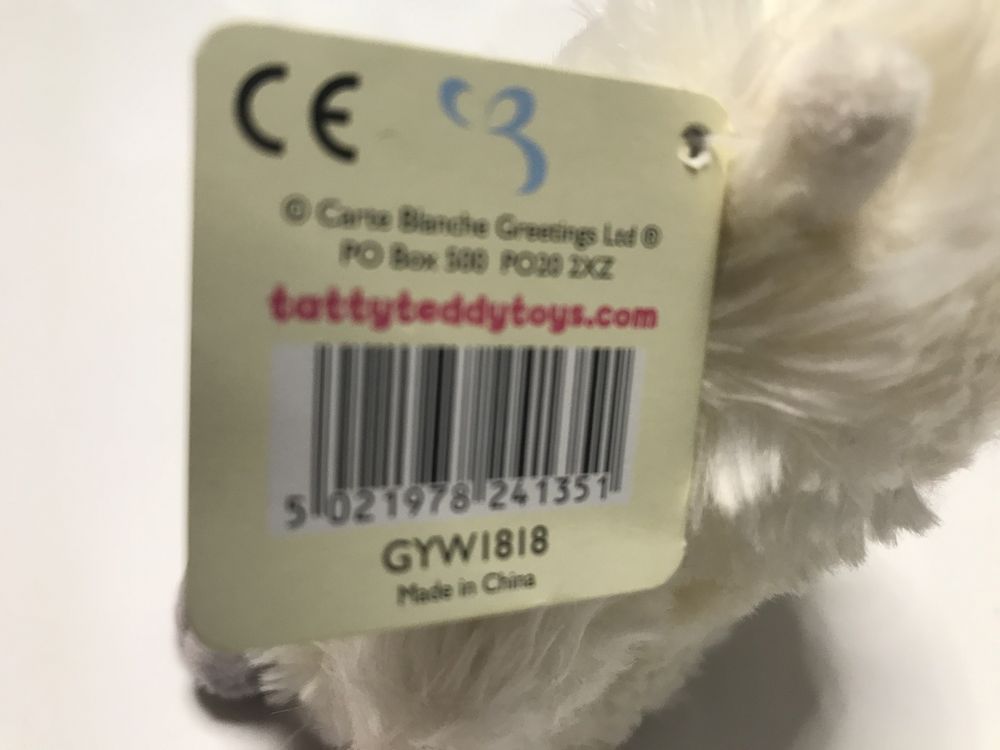 CE
© Carte Blanche Greetings Ltd ®
PO Box 500 PO20 2XZ
tattyteddytoys.com
5 021978 241351
GYW1818
Made in China